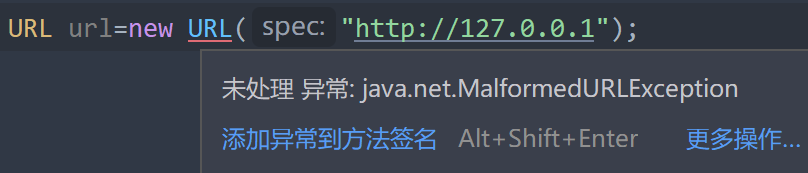 URL url=new URL( spec: "http://127.0.0.1");
未处理 异常: java.net.MalformedURLException
添加异常到方法签名 Alt+Shift+Enter 更多操作...